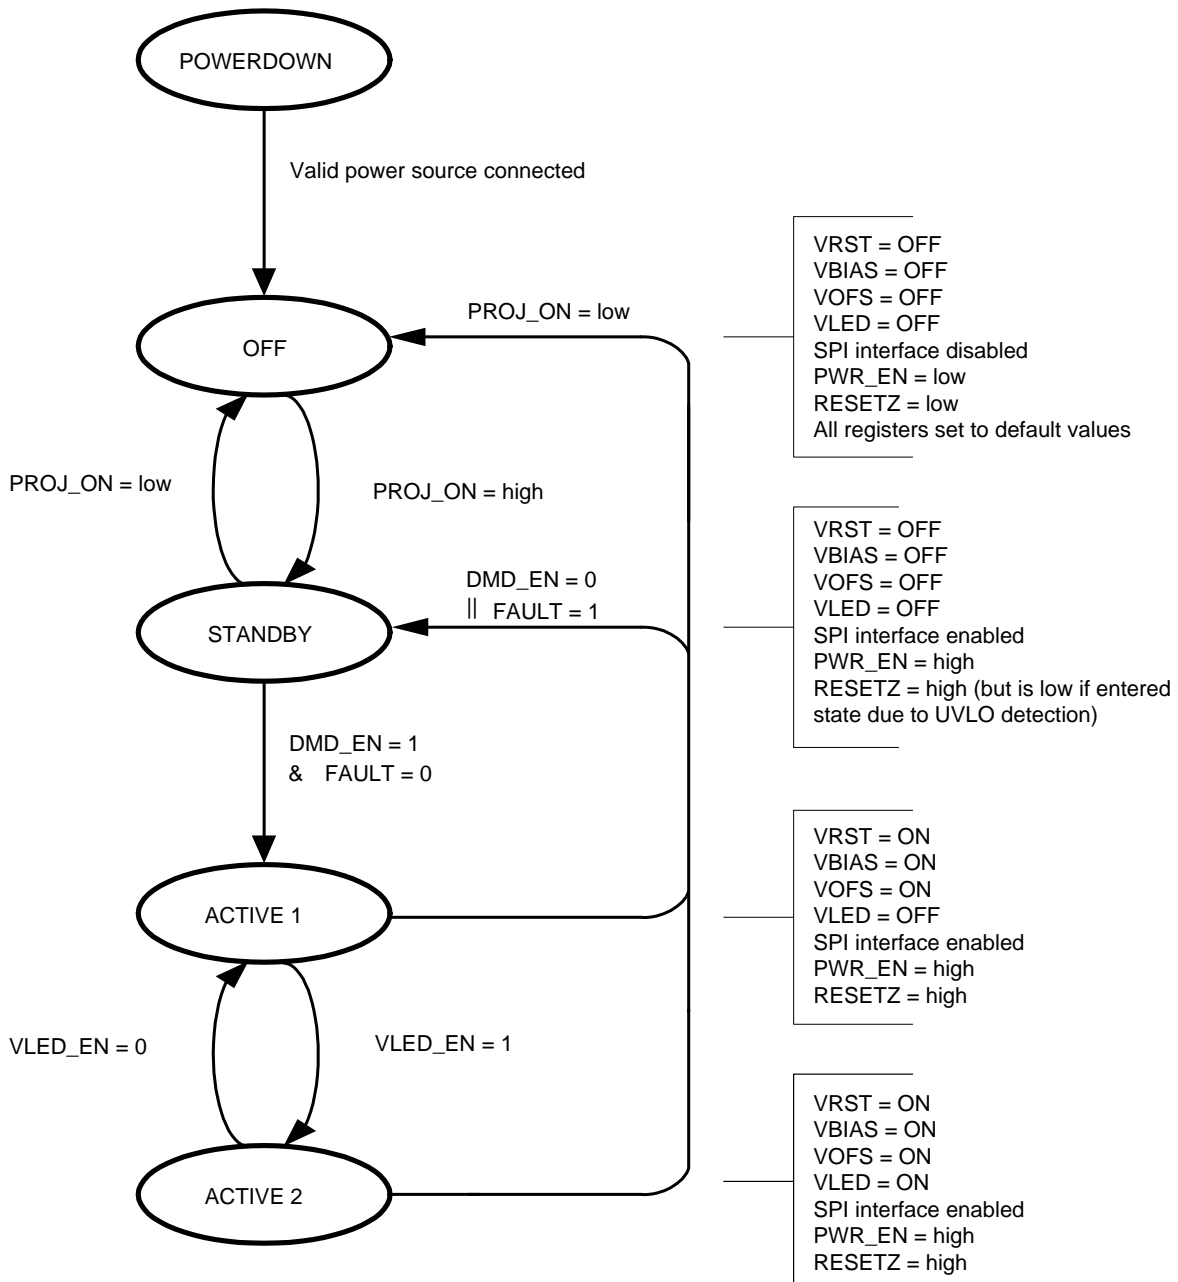 POWERDOWN
Valid power source connected
OFF
PROJ_ON = low
VRST = OFF
VBIAS = OFF
VOFS = OFF
VLED = OFF
SPI interface disabled
PWR_EN = low
RESETZ = low
All registers set to default values
PROJ_ON = low
PROJ_ON = high
STANDBY
DMD_EN = 0
|| FAULT = 1
VRST = OFF
VBIAS = OFF
VOFS = OFF
VLED = OFF
SPI interface enabled
PWR_EN = high
RESETZ = high (but is low if entered
state due to UVLO detection)
DMD_EN = 1
& FAULT = 0
ACTIVE 1
VRST = ON
VBIAS = ON
VOFS = ON
VLED = OFF
SPI interface enabled
PWR_EN = high
RESETZ = high
VLED_EN = 0
VLED_EN = 1
ACTIVE 2
VRST = ON
VBIAS = ON
VOFS = ON
VLED = ON
SPI interface enabled
PWR_EN = high
RESETZ = high